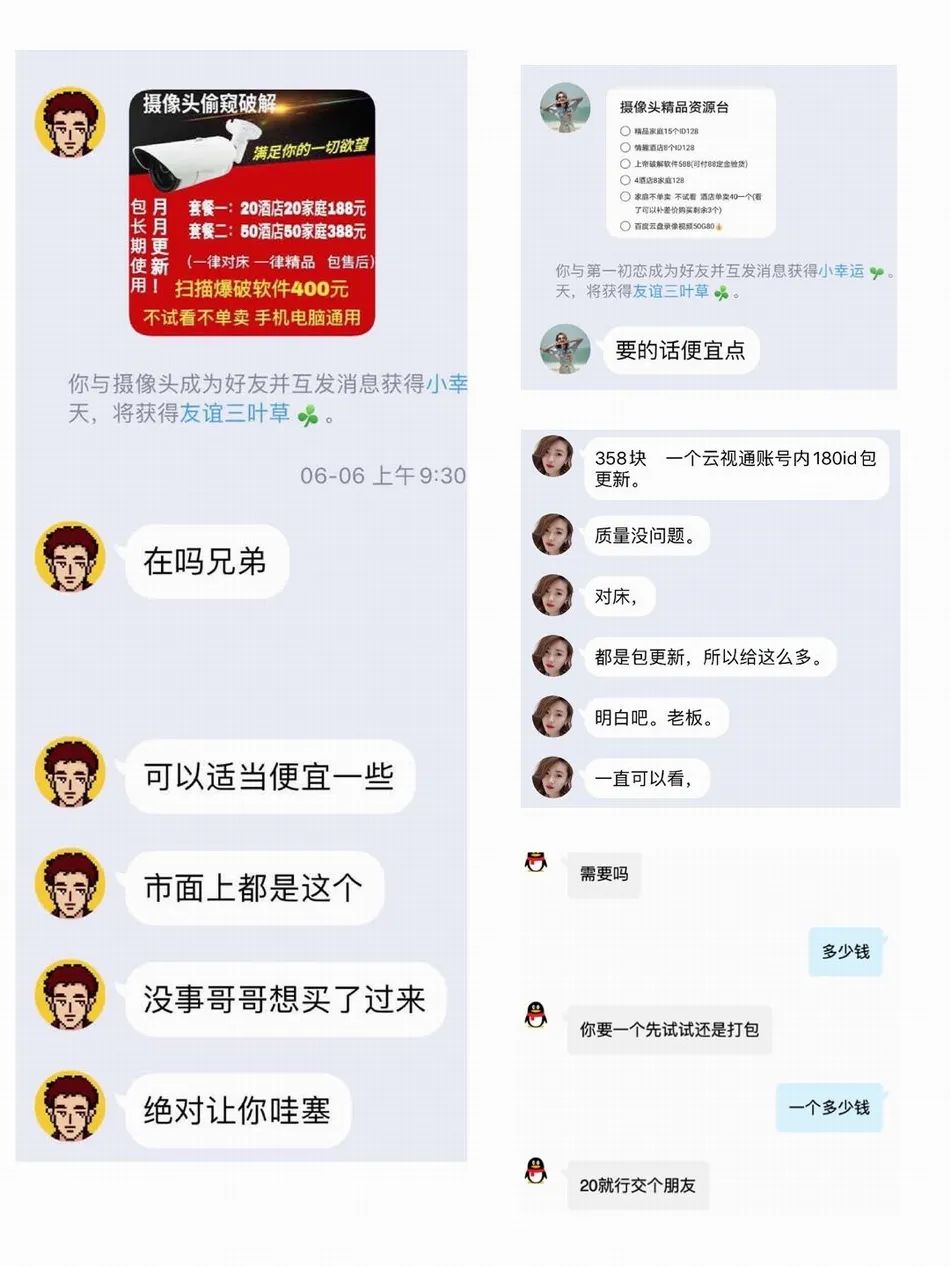 摄像头偷窥破解
满足你的一切欲望
包月
长月
期更
使新
用！
套餐一：20酒店20家庭188元
套餐二：50酒店50家庭388元
（一律对床 一律精品 包售后）
扫描爆破软件400元
不试看不单卖 手机电脑通用
你与摄像头成为好友并互发消息获得小幸
天，将获得友谊三叶草 。
06-06 上午9:30
在吗兄弟
可以适当便宜一些
市面上都是这个
没事哥哥想买了过来
绝对让你哇塞
摄像头精品资源台
精品家庭15个ID128
情趣酒店8个ID128
上帝破解软件588(可付88定金验货)
4酒店8家庭128
家庭不单卖 不试看 酒店单卖40一个(看
了可以补差价购买剩余3个)
百度云盘录像视频50G80
你与第一初恋成为好友并互发消息获得小幸运 。
天，将获得友谊三叶草 。
要的话便宜点
358块 一个云视通账号内180id包
更新。
质量没问题。
对床，
都是包更新，所以给这么多。
明白吧。老板。
一直可以看，
需要吗
多少钱
你要一个先试试还是打包
一个多少钱
20就行交个朋友